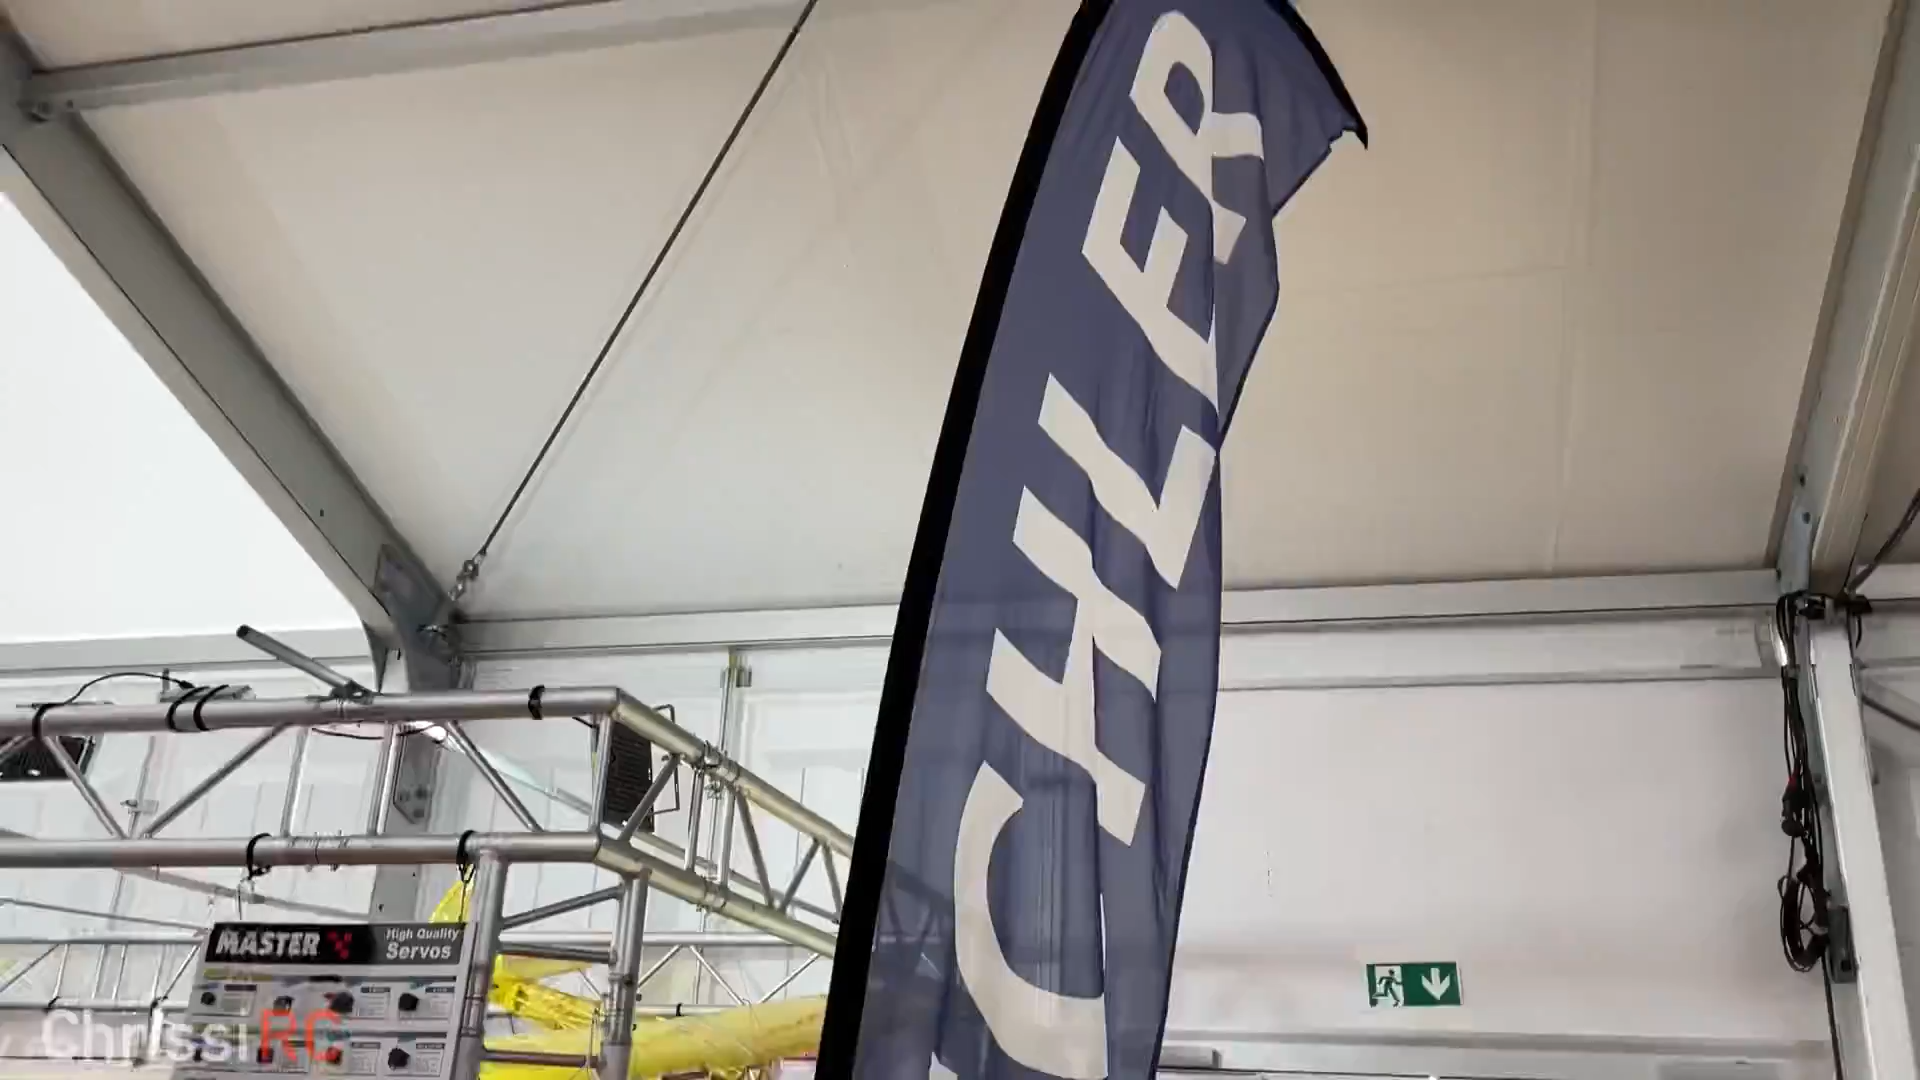 CHLER
MASTER
High Quality
Servos
ChrissiRC